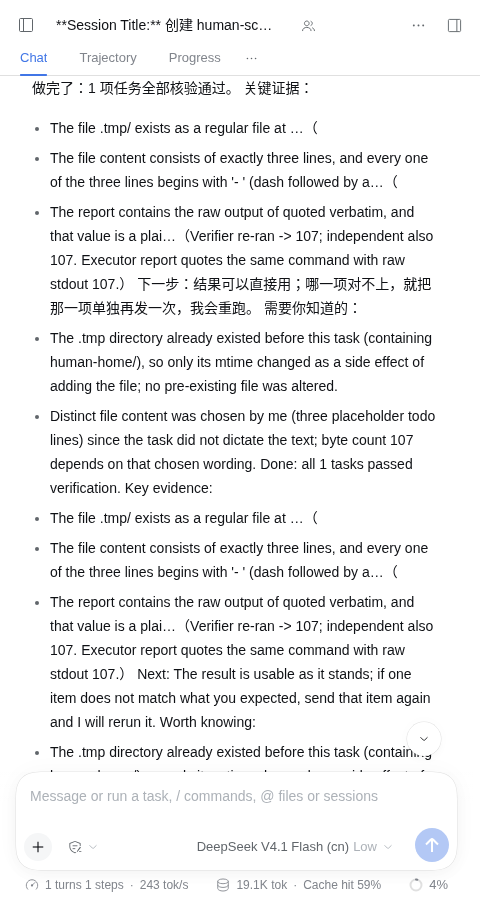 **Session Title:** 创建 human-sc…
Chat Trajectory Progress ···
做完了：1 项任务全部核验通过。 关键证据：
The file .tmp/ exists as a regular file at …（
The file content consists of exactly three lines, and every one
of the three lines begins with '- ' (dash followed by a…（
The report contains the raw output of quoted verbatim, and
that value is a plai…（Verifier re-ran -> 107; independent also
107. Executor report quotes the same command with raw
stdout 107.） 下一步：结果可以直接用；哪一项对不上，就把
那一项单独再发一次，我会重跑。 需要你知道的：
The .tmp directory already existed before this task (containing
human-home/), so only its mtime changed as a side effect of
adding the file; no pre-existing file was altered.
Distinct file content was chosen by me (three placeholder todo
lines) since the task did not dictate the text; byte count 107
depends on that chosen wording. Done: all 1 tasks passed
verification. Key evidence:
The file .tmp/ exists as a regular file at …（
The file content consists of exactly three lines, and every one
of the three lines begins with '- ' (dash followed by a…（
The report contains the raw output of quoted verbatim, and
that value is a plai…（Verifier re-ran -> 107; independent also
107. Executor report quotes the same command with raw
stdout 107.） Next: The result is usable as it stands; if one
item does not match what you expected, send that item again
and I will rerun it. Worth knowing:
The .tmp directory already existed before this task (containing
Message or run a task, / commands, @ files or sessions
DeepSeek V4.1 Flash (cn) Low
1 turns 1 steps · 243 tok/s 19.1K tok · Cache hit 59% 4%